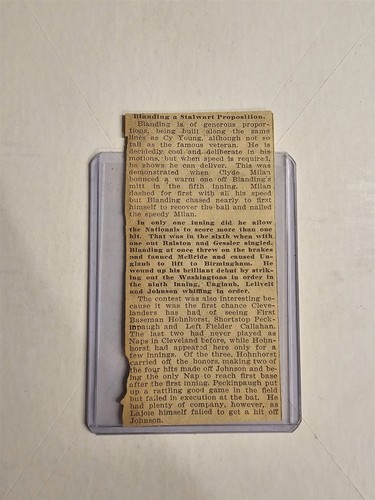 Blanding a Stalwart Proposition.
Blanding is of generous propor-
tions, being built along the same
lines as Cy Young, although not so
tall as the famous veteran. He is
decidedly cool and deliberate in his
motions, but when speed is required,
he shows he can deliver. This was
demonstrated when Clyde Milan
bounced a warm one off Blanding's
mitt in the fifth inning. Milan
dashed for first with all his speed
but Blanding chased nearly to first
himself to recover the ball and nailed
the speedy Milan.
In only one inning did he allow
the Nationals to score more than one
hit. That was in the sixth when with
one out Ralston and Gessler singled.
Blanding at once threw on the brakes
and fanned McBride and caused Un-
glaub to lift to Birmingham. He
wound up his brilliant debut by strik-
ing out the Washingtons in order in
the ninth inning, Unglaub, Lelivelt
and Johnson whiffing in order.
The contest was also interesting be-
cause it was the first chance Cleve-
landers has had of seeing First
Baseman Hohnhorst, Shortstop Peck-
inpaugh and Left Fielder Callahan.
The last two had never played as
Naps in Cleveland before, while Hohn-
horst had appeared here only for a
few innings. Of the three, Hohnhorst
carried off the honors, making two of
the four hits made off Johnson and be-
ing the only Nap to reach first base
after the first inning. Peckinpaugh put
up a rattling good game in the field
but failed in execution at the bat. He
had plenty of company, however, as
Lajoie himself failed to get a hit off
Johnson.